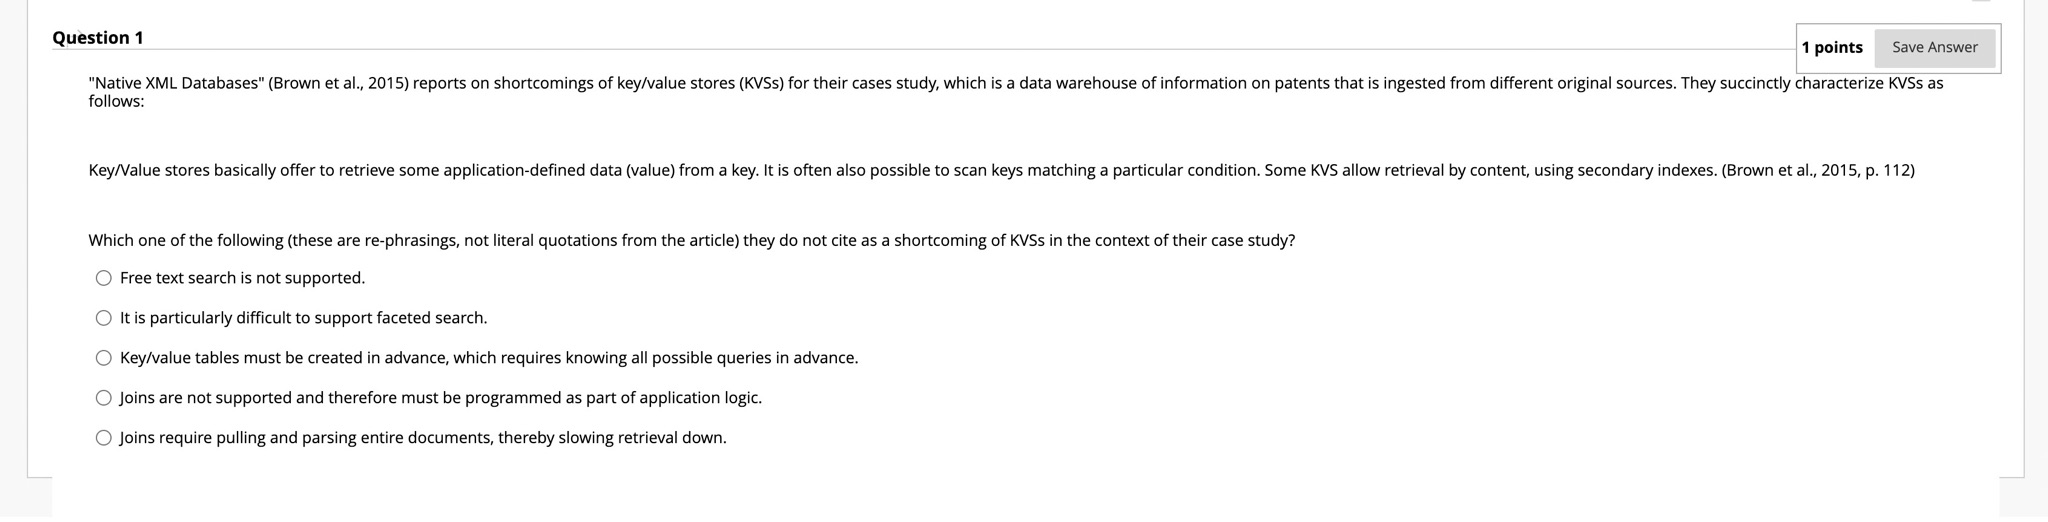 Question 1
1 points
Save Answer
"Native XML Databases" (Brown et al., 2015) reports on shortcomings of key/value stores (KVSs) for their cases study, which is a data warehouse of information on patents that is ingested from different original sources. They succinctly characterize KVSs as
follows:
Key/Value stores basically offer to retrieve some application-defined data (value) from a key. It is often also possible to scan keys matching a particular condition. Some KVS allow retrieval by content, using secondary indexes. (Brown et al., 2015, p. 112)
Which one of the following (these are re-phrasings, not literal quotations from the article) they do not cite as a shortcoming of KVSs in the context of their case study?
Free text search is not supported.
It is particularly difficult to support faceted search.
Key/value tables must be created in advance, which requires knowing all possible queries in advance.
Joins are not supported and therefore must be programmed as part of application logic.
Joins require pulling and parsing entire documents, thereby slowing retrieval down.